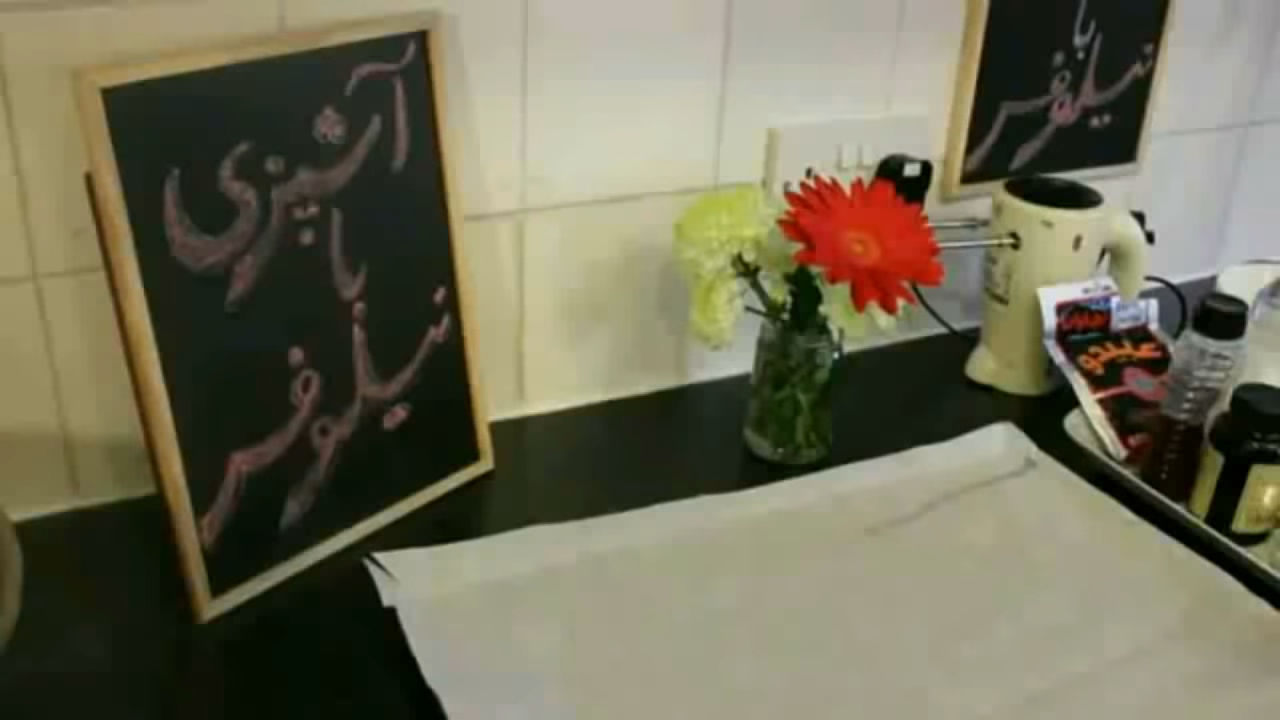 آشپزی
با
نیلوفر
با
نیلوفر